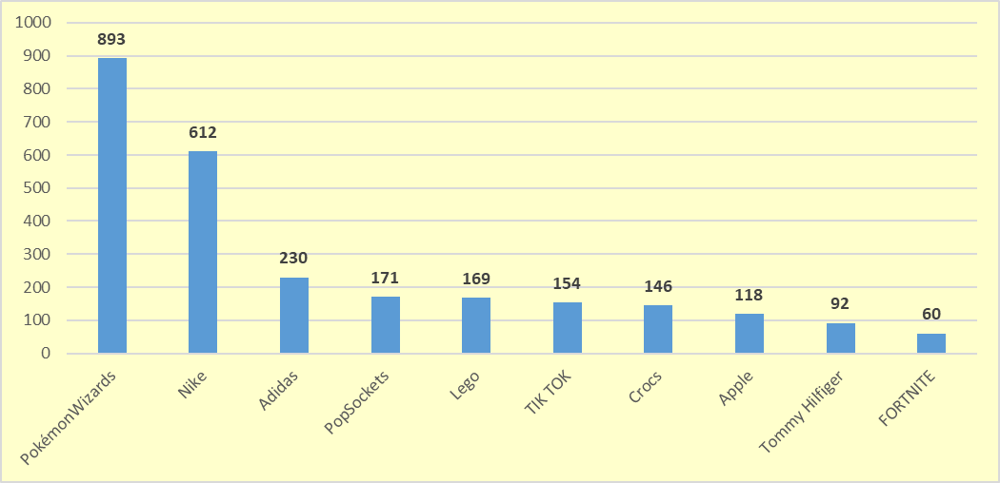 1000
900
800
700
600
500
400
300
200
100
0
893
612
230
171
169
154
146
118
92
60
PokémonWizards
Nike
Adidas
PopSockets
Lego
TIK TOK
Crocs
Apple
Tommy Hilfiger
FORTNITE